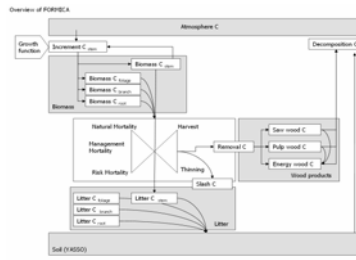 Overview of FORMICA
Atmosphere C
Growth
function
Increment C stem
Decomposition C
Biomass C stem
Biomass C foliage
Biomass C branch
Biomass C root
Biomass
Natural Mortality
Harvest
Management
Mortality
Risk Mortality
Thinning
Removal C
Saw wood C
Pulp wood C
Energy wood C
Wood products
Slash C
Litter C foliage
Litter C stem
Litter C branch
Litter C root
Litter
Soil (YASSO)